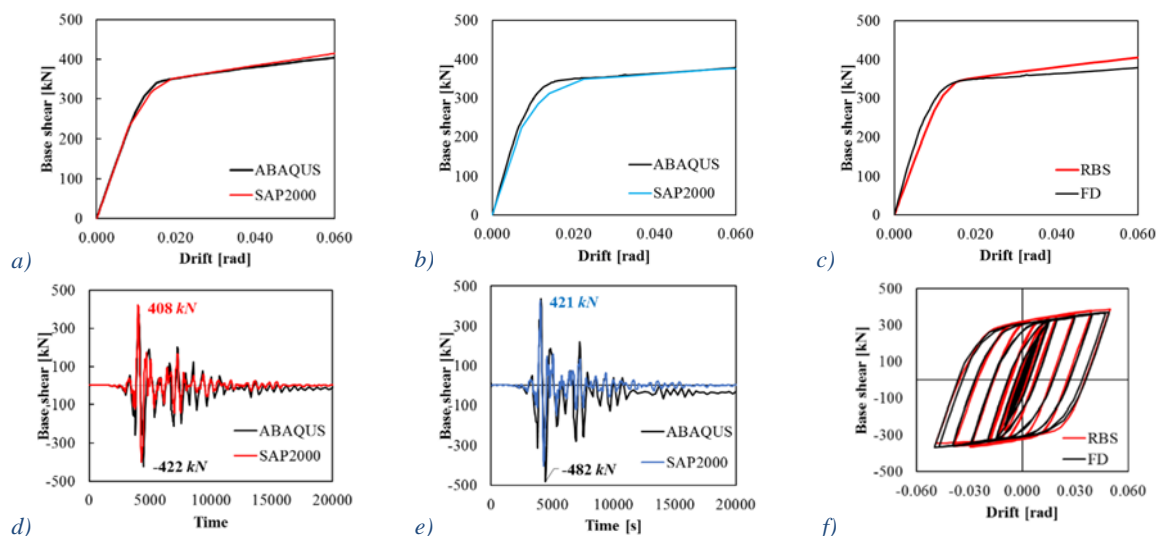 500
400
300
200
100
0
0.000 0.020 0.040 0.060
Base shear [kN]
Drift [rad]
ABAQUS
SAP2000
a)
500
400
300
200
100
0
0.000 0.020 0.040 0.060
Base shear [kN]
Drift [rad]
ABAQUS
SAP2000
b)
500
400
300
200
100
0
0.000 0.020 0.040 0.060
Base shear [kN]
Drift [rad]
RBS
FD
c)
500
300
100
-100
-300
-500
0 5000 10000 15000 20000
Base shear [kN]
Time
408 kN
-422 kN
ABAQUS
SAP2000
d)
500
300
100
-100
-300
-500
0 5000 10000 15000 20000
Base shear [kN]
Time [s]
421 kN
-482 kN
ABAQUS
SAP2000
e)
500
300
100
-100
-300
-500
-0.060 -0.030 0.000 0.030 0.060
Base shear [kN]
Drift [rad]
RBS
FD
f)